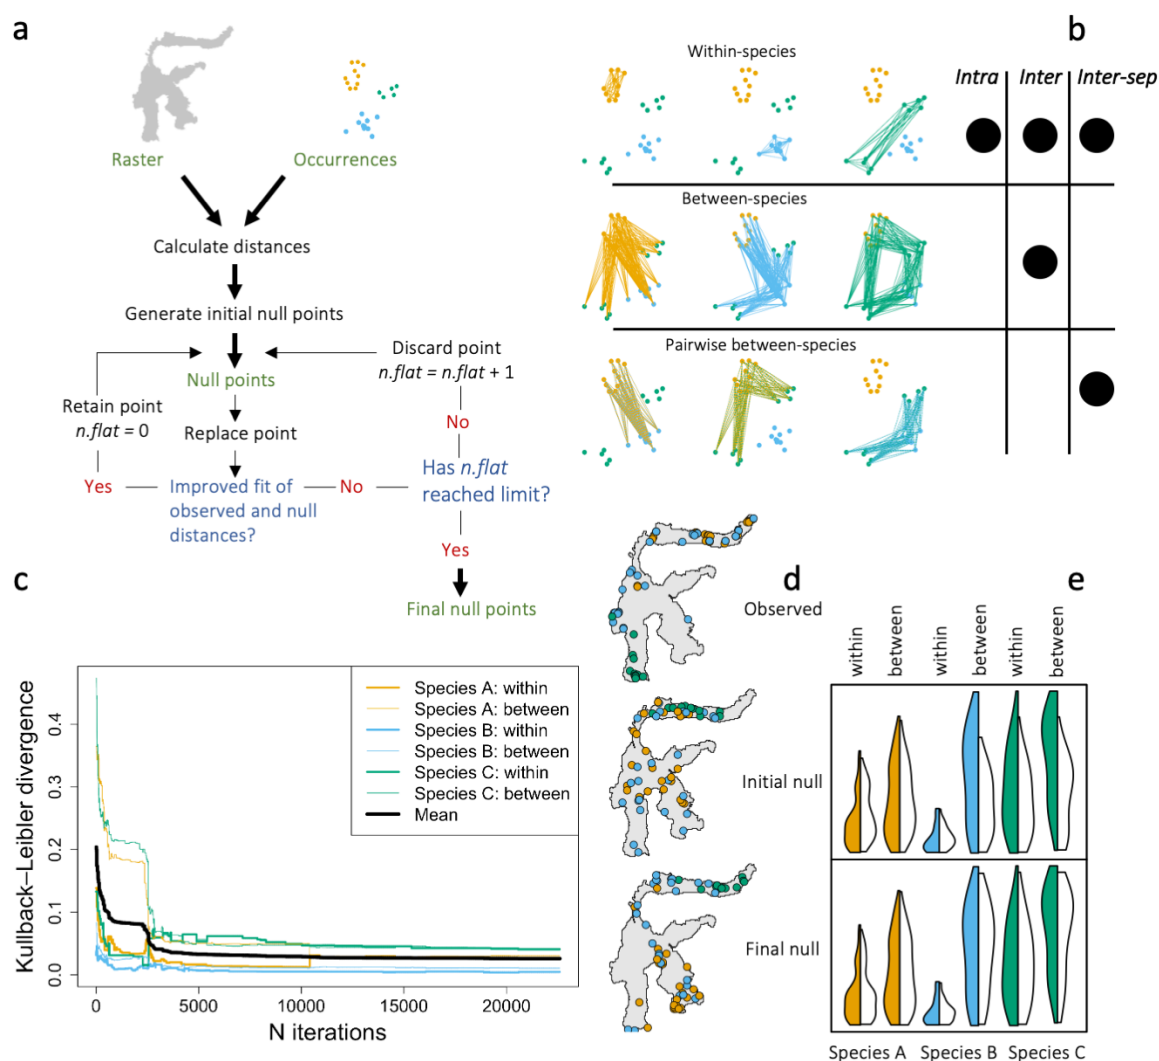 a
Raster
Occurrences
Calculate distances
Generate initial null points
Null points
Discard point
n.flat = n.flat + 1
Retain point
n.flat = 0
Replace point
No
Yes
Improved fit of
observed and null
distances?
No
Has n.flat
reached limit?
Yes
Final null points
b
Within-species
Intra
Inter
Inter-sep
Between-species
Pairwise between-species
c
Kullback–Leibler divergence
0.4
0.3
0.2
0.1
0.0
0
5000
10000
15000
20000
N iterations
Species A: within
Species A: between
Species B: within
Species B: between
Species C: within
Species C: between
Mean
d
Observed
Initial null
Final null
e
within
between
within
between
within
between
Species A
Species B
Species C